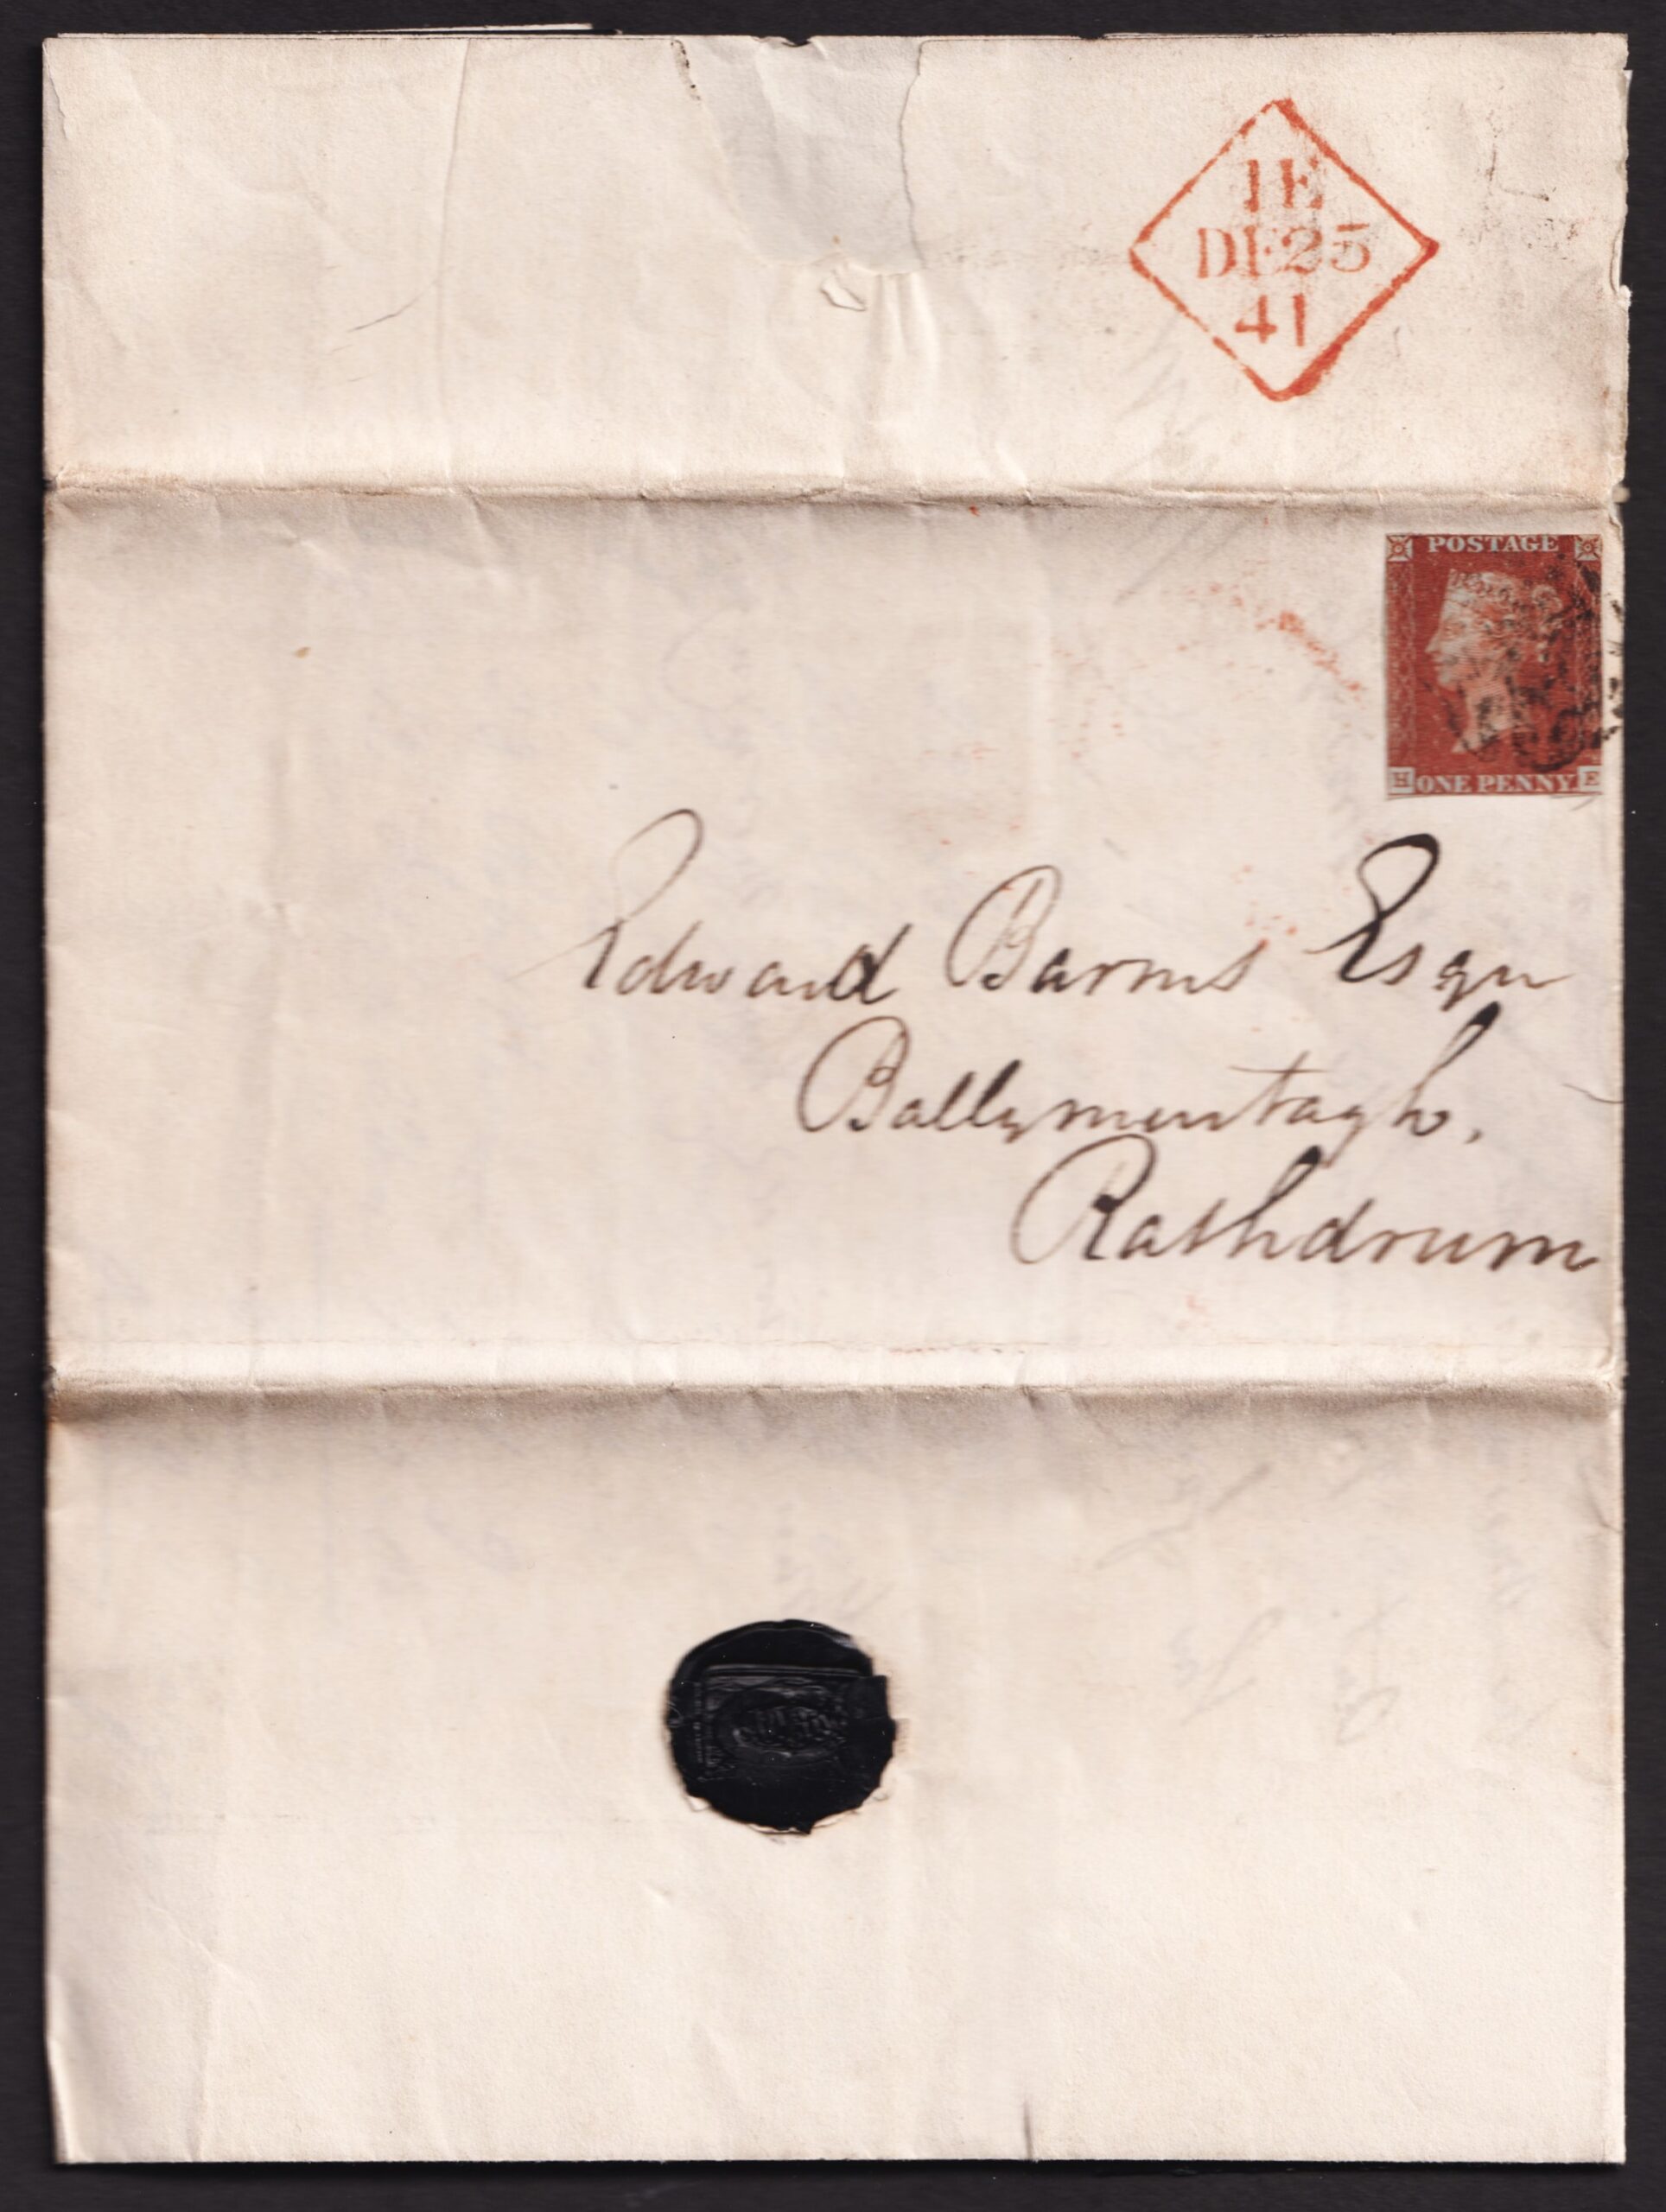 1E
DE25
41
POSTAGE
H ONE PENNY E
Edward Barnes Esqr
Ballymurtagh,
Rathdrum